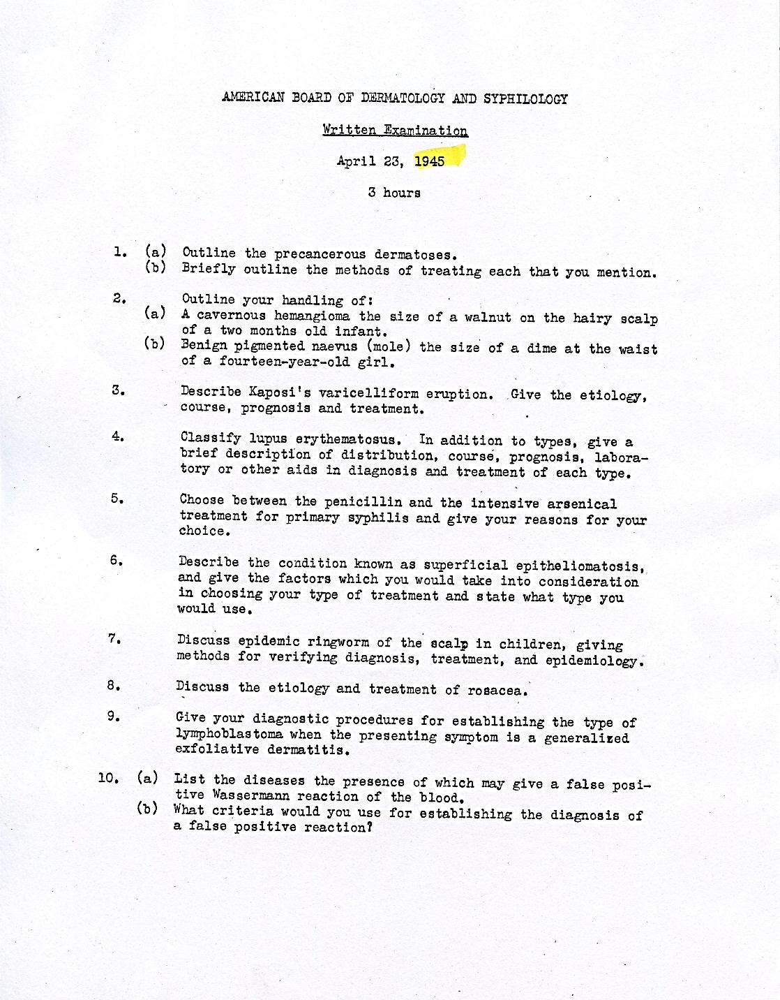 AMERICAN BOARD OF DERMATOLOGY AND SYPHILOLOGY
Written Examination
April 23, 1945
3 hours
1. (a) Outline the precancerous dermatoses.
(b) Briefly outline the methods of treating each that you mention.
2. Outline your handling of:
(a) A cavernous hemangioma the size of a walnut on the hairy scalp
of a two months old infant.
(b) Benign pigmented naevus (mole) the size of a dime at the waist
of a fourteen-year-old girl.
3. Describe Kaposi's varicelliform eruption. Give the etiology,
course, prognosis and treatment.
4. Classify lupus erythematosus. In addition to types, give a
brief description of distribution, course, prognosis, labora-
tory or other aids in diagnosis and treatment of each type.
5. Choose between the penicillin and the intensive arsenical
treatment for primary syphilis and give your reasons for your
choice.
6. Describe the condition known as superficial epitheliomatosis,
and give the factors which you would take into consideration
in choosing your type of treatment and state what type you
would use.
7. Discuss epidemic ringworm of the scalp in children, giving
methods for verifying diagnosis, treatment, and epidemiology.
8. Discuss the etiology and treatment of rosacea.
9. Give your diagnostic procedures for establishing the type of
lymphoblastoma when the presenting symptom is a generalized
exfoliative dermatitis.
10. (a) List the diseases the presence of which may give a false posi-
tive Wassermann reaction of the blood.
(b) What criteria would you use for establishing the diagnosis of
a false positive reaction?